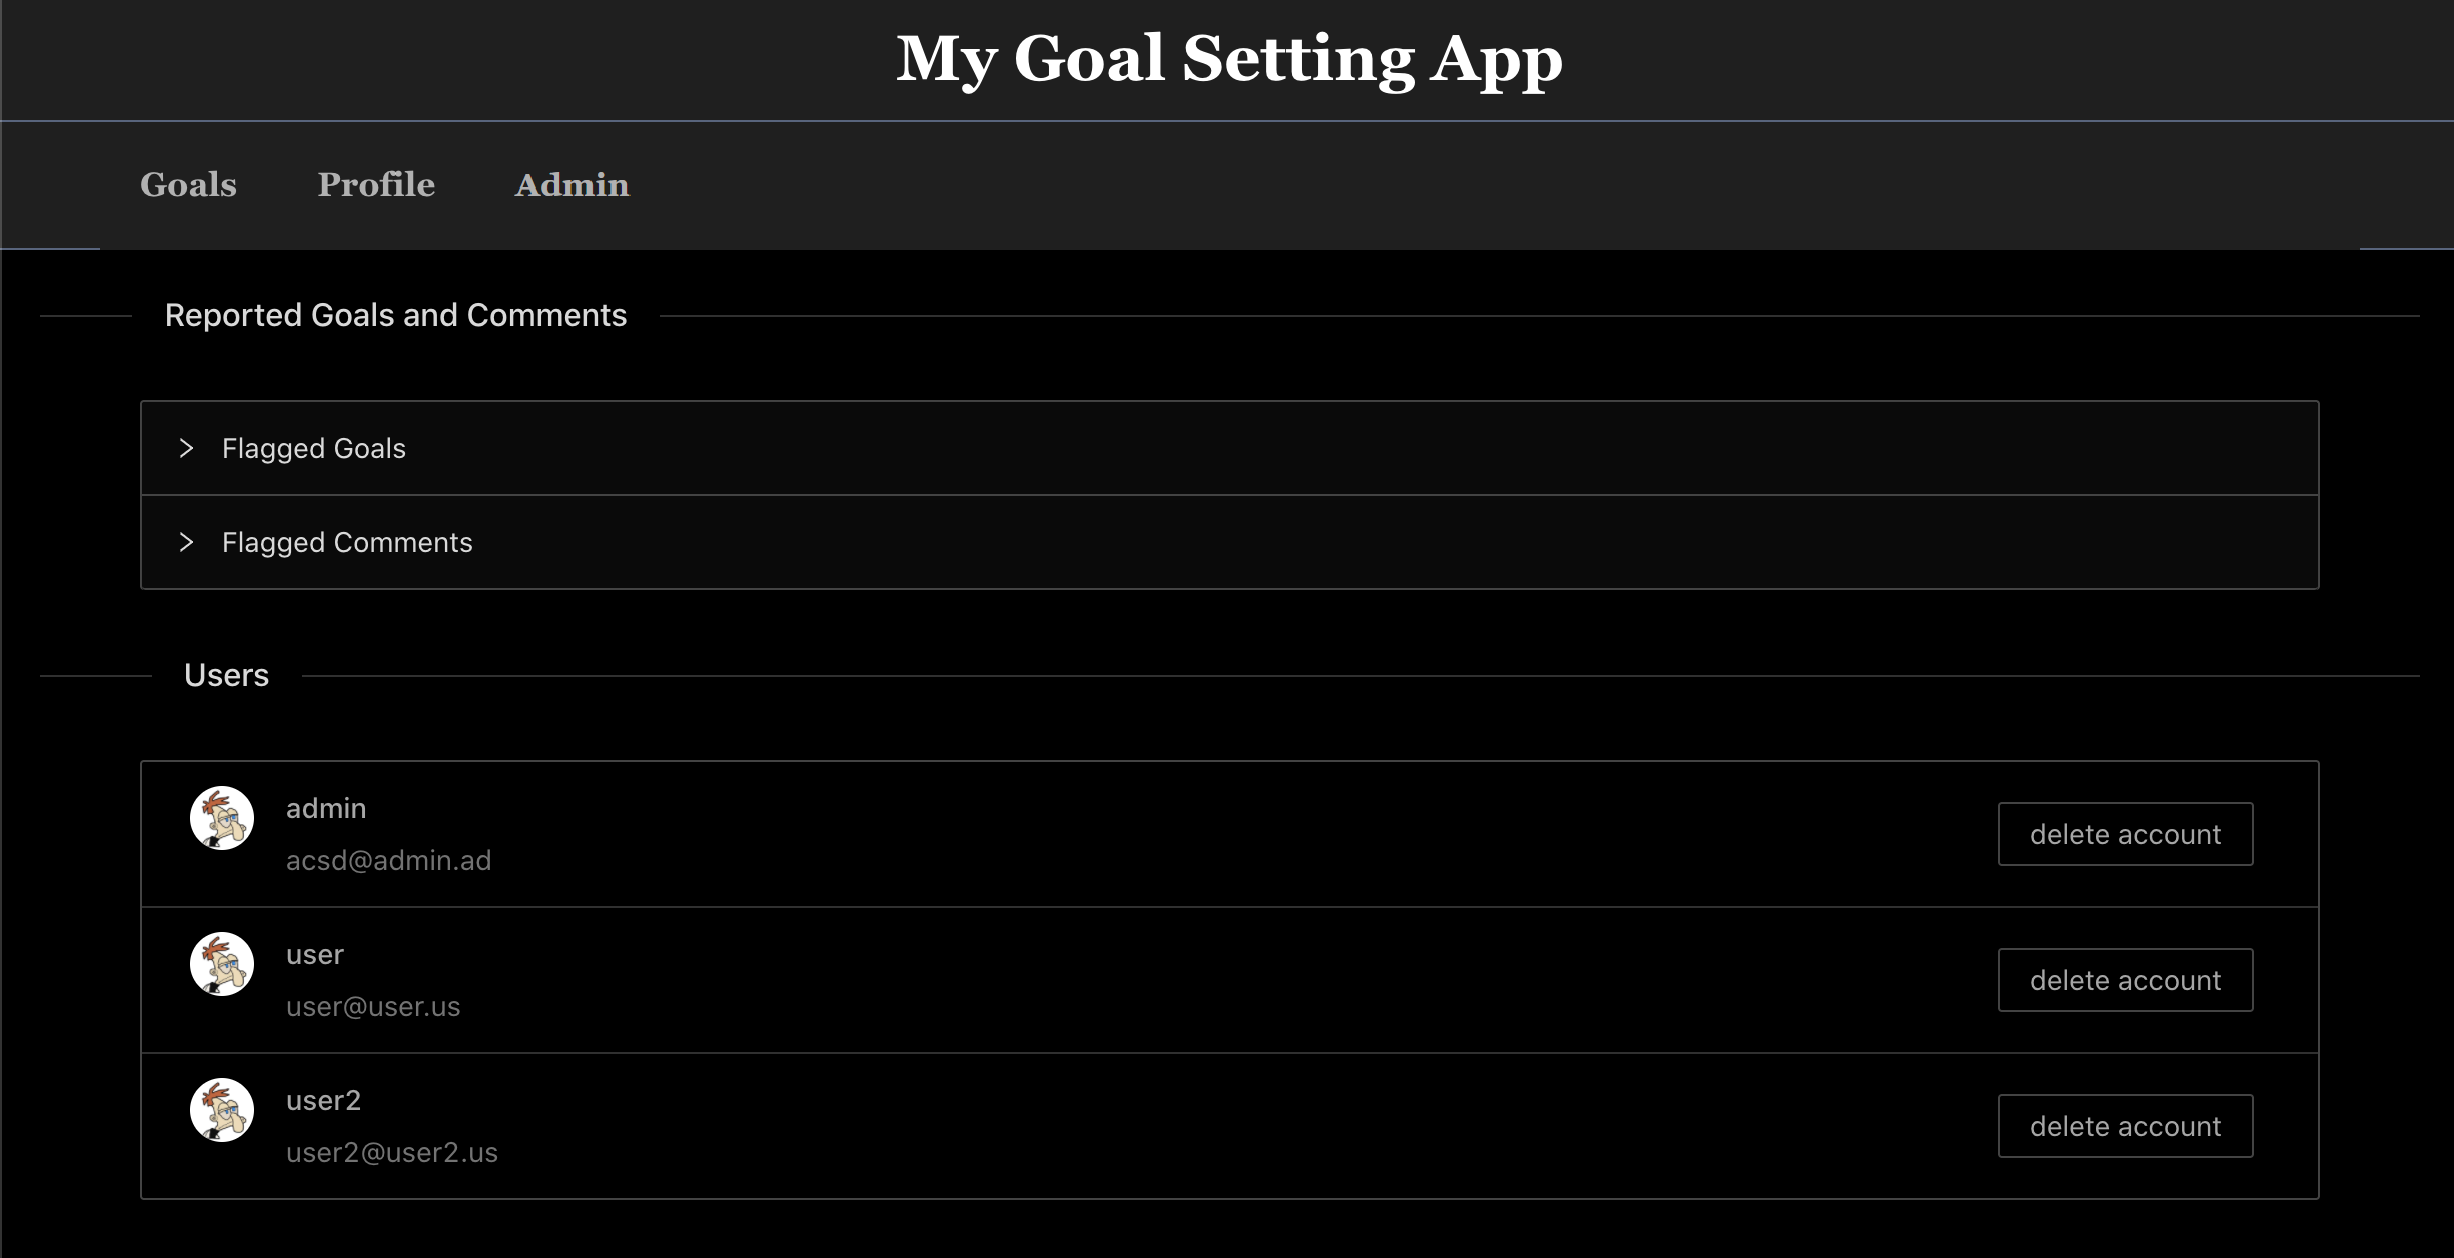 My Goal Setting App
Goals Profile Admin
Reported Goals and Comments
Flagged Goals
Flagged Comments
Users
admin
acsd@admin.ad
delete account
user
user@user.us
delete account
user2
user2@user2.us
delete account